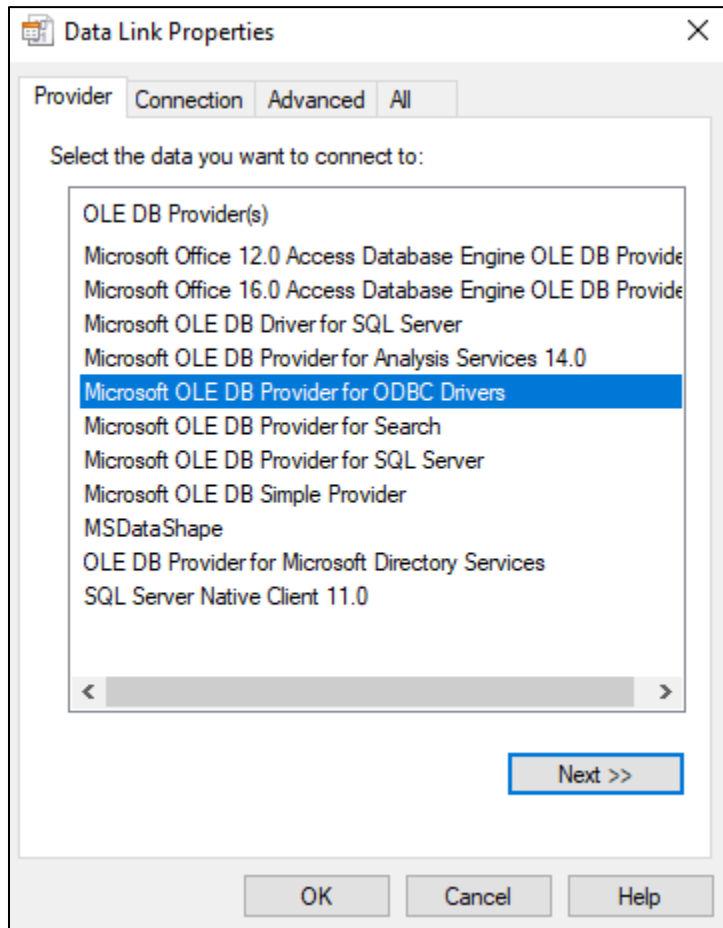 Data Link Properties
Provider Connection Advanced All
Select the data you want to connect to:
OLE DB Provider(s)
Microsoft Office 12.0 Access Database Engine OLE DB Provide
Microsoft Office 16.0 Access Database Engine OLE DB Provide
Microsoft OLE DB Driver for SQL Server
Microsoft OLE DB Provider for Analysis Services 14.0
Microsoft OLE DB Provider for ODBC Drivers
Microsoft OLE DB Provider for Search
Microsoft OLE DB Provider for SQL Server
Microsoft OLE DB Simple Provider
MSDataShape
OLE DB Provider for Microsoft Directory Services
SQL Server Native Client 11.0
Next >>
OK Cancel Help